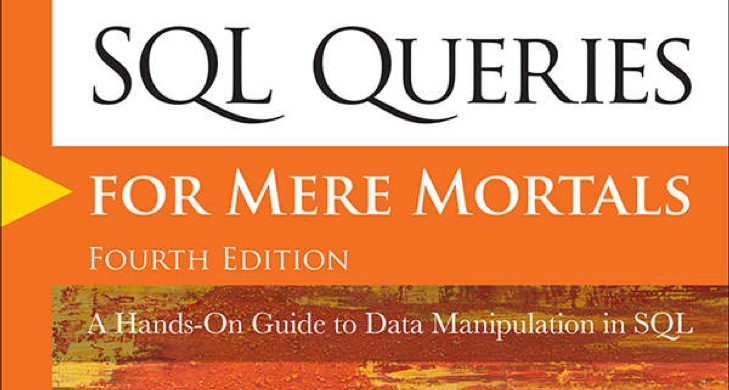 SQL QUERIES
FOR MERE MORTALS
FOURTH EDITION
A Hands-On Guide to Data Manipulation in SQL